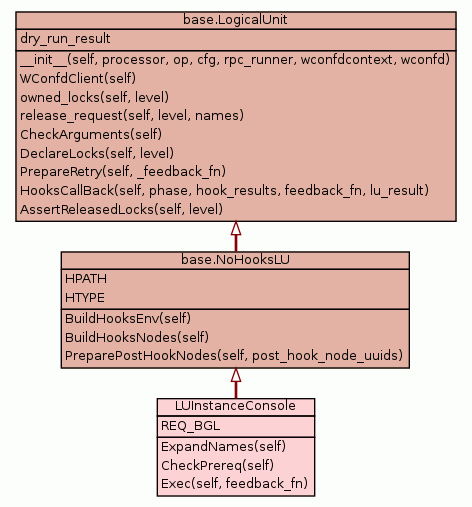 base.LogicalUnit
dry_run_result
__init__(self, processor, op, cfg, rpc_runner, wconfdcontext, wconfd)
WConfdClient(self)
owned_locks(self, level)
release_request(self, level, names)
CheckArguments(self)
DeclareLocks(self, level)
PrepareRetry(self, _feedback_fn)
HooksCallBack(self, phase, hook_results, feedback_fn, lu_result)
AssertReleasedLocks(self, level)
base.NoHooksLU
HPATH
HTYPE
BuildHooksEnv(self)
BuildHooksNodes(self)
PreparePostHookNodes(self, post_hook_node_uuids)
LUInstanceConsole
REQ_BGL
ExpandNames(self)
CheckPrereq(self)
Exec(self, feedback_fn)